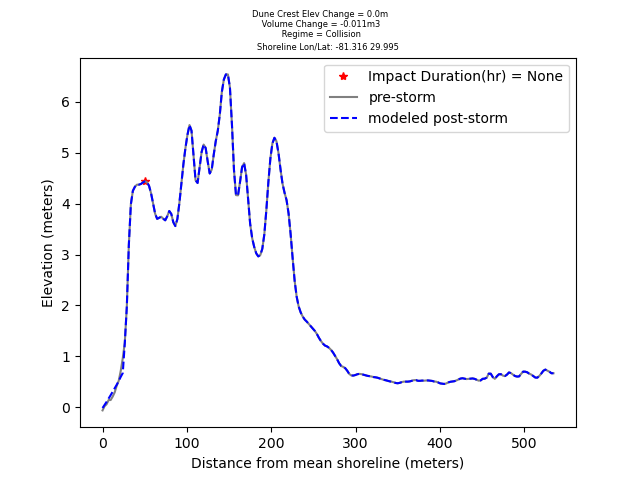 Dune Crest Elev Change = 0.0m
Volume Change = -0.011m3
Regime = Collision
Shoreline Lon/Lat: -81.316 29.995
Impact Duration(hr) = None
pre-storm
modeled post-storm
Elevation (meters)
6
5
4
3
2
1
0
0 100 200 300 400 500
Distance from mean shoreline (meters)